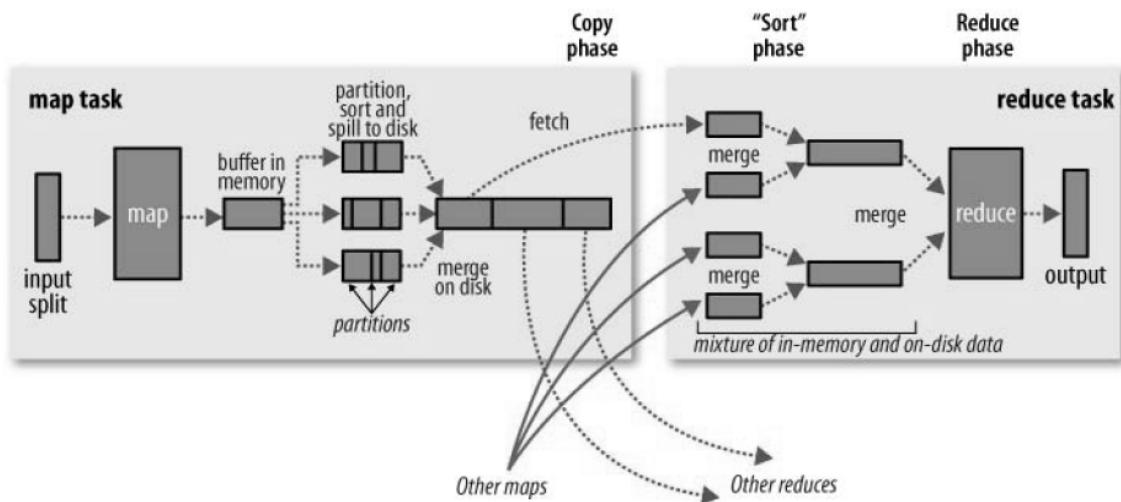 Copy
phase
“Sort”
phase
Reduce
phase
map task
reduce task
partition,
sort and
spill to disk
fetch
buffer in
memory
merge
map
merge
reduce
merge
on disk
merge
input
split
output
partitions
mixture of in-memory and on-disk data
Other maps
Other reduces